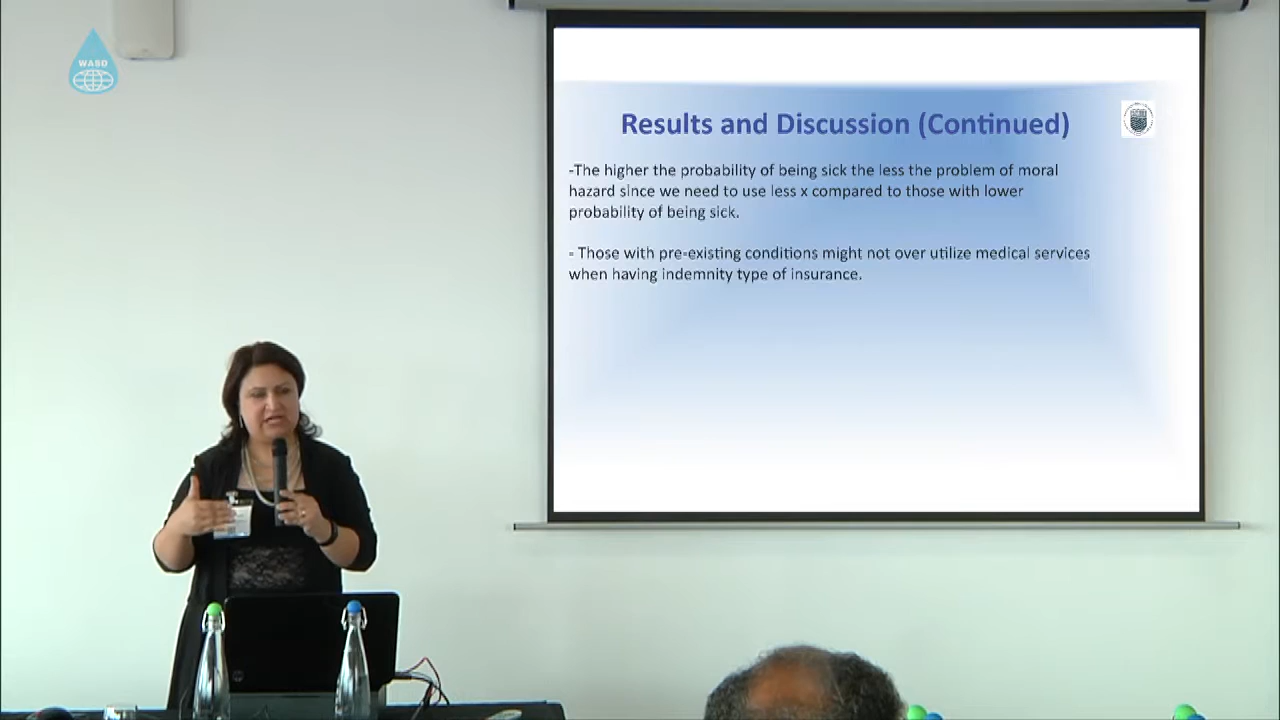 WASD
Results and Discussion (Continued)
-The higher the probability of being sick the less the problem of moral
hazard since we need to use less x compared to those with lower
probability of being sick.
- Those with pre-existing conditions might not over utilize medical services
when having indemnity type of insurance.